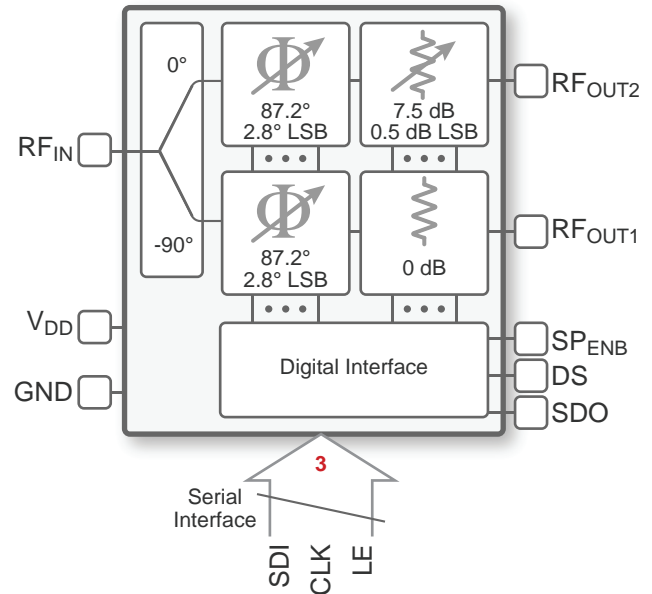 0°
Φ
87.2°
2.8° LSB
7.5 dB
0.5 dB LSB
RFOUT2
RFIN
• • •
• • •
-90°
Φ
87.2°
2.8° LSB
0 dB
RFOUT1
• • •
• • •
VDD
GND
Digital Interface
SPENB
DS
SDO
3
Serial
Interface
SDI
CLK
LE